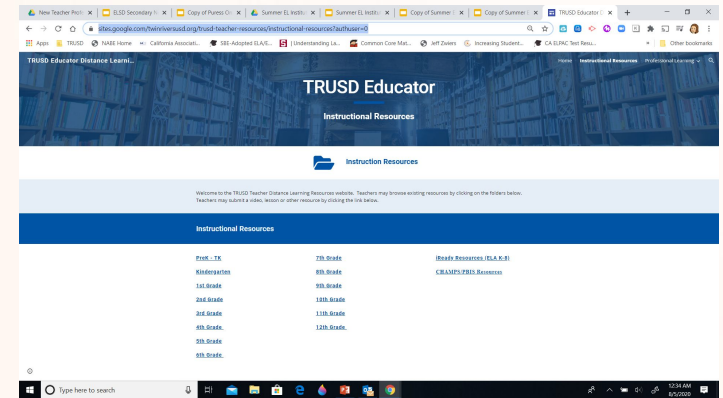 New Teacher Profi
ELSD Secondary N
Copy of Puress On
Summer EL Institu
Summer EL Institu
Copy of Summer E
Copy of Summer E
TRUSD Educator D
sites.google.com/twinriversusd.org/trusd-teacher-resources/instructional-resources?authuser=0
Apps TRUSD NABE Home California Associati... SBE-Adopted ELA/E... | Understanding La... Common Core Mat... Jeff Zwiers Increasing Student... CA ELPAC Test Resu... » Other bookmarks
TRUSD Educator Distance Learni...
Home Instructional Resources Professional Learning
TRUSD Educator
Instructional Resources
Instruction Resources
Welcome to the TRUSD Teacher Distance Learning Resources website. Teachers may browse existing resources by clicking on the folders below.
Teachers may submit a video, lesson or other resource by clicking the link below.
Instructional Resources
PreK - TK
Kindergarten
1st Grade
2nd Grade
3rd Grade
4th Grade
5th Grade
6th Grade
7th Grade
8th Grade
9th Grade
10th Grade
11th Grade
12th Grade
iReady Resources (ELA K-8)
CHAMPS/PBIS Resources
Type here to search
12:34 AM
8/5/2020